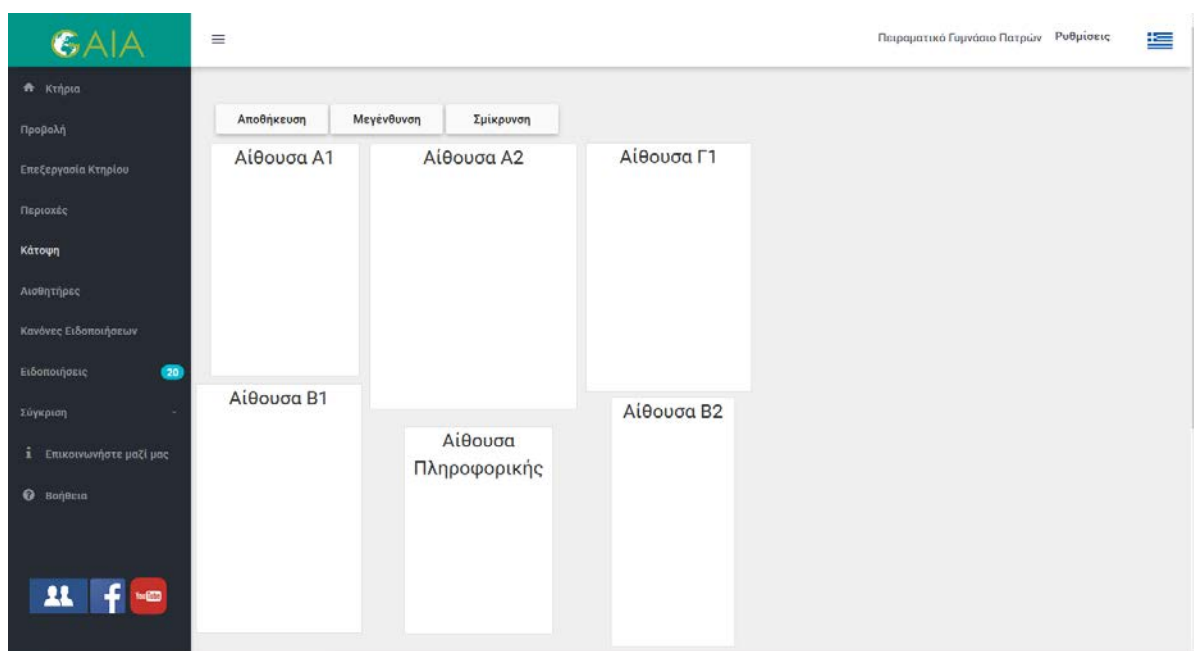 GAIA
Πειραματικό Γυμνάσιο Πατρών Ρυθμίσεις
Κτήρια
Προβολή
Επεξεργασία Κτηρίου
Περιοχές
Κάτοψη
Αισθητήρες
Κανόνες Ειδοποιήσεων
Ειδοποιήσεις 20
Σύγκριση
Επικοινωνήστε μαζί μας
Βοήθεια
YouTube
Αποθήκευση Μεγένθυνση Σμίκρυνση
Αίθουσα Α1
Αίθουσα Α2
Αίθουσα Γ1
Αίθουσα Β1
Αίθουσα
Πληροφορικής
Αίθουσα Β2